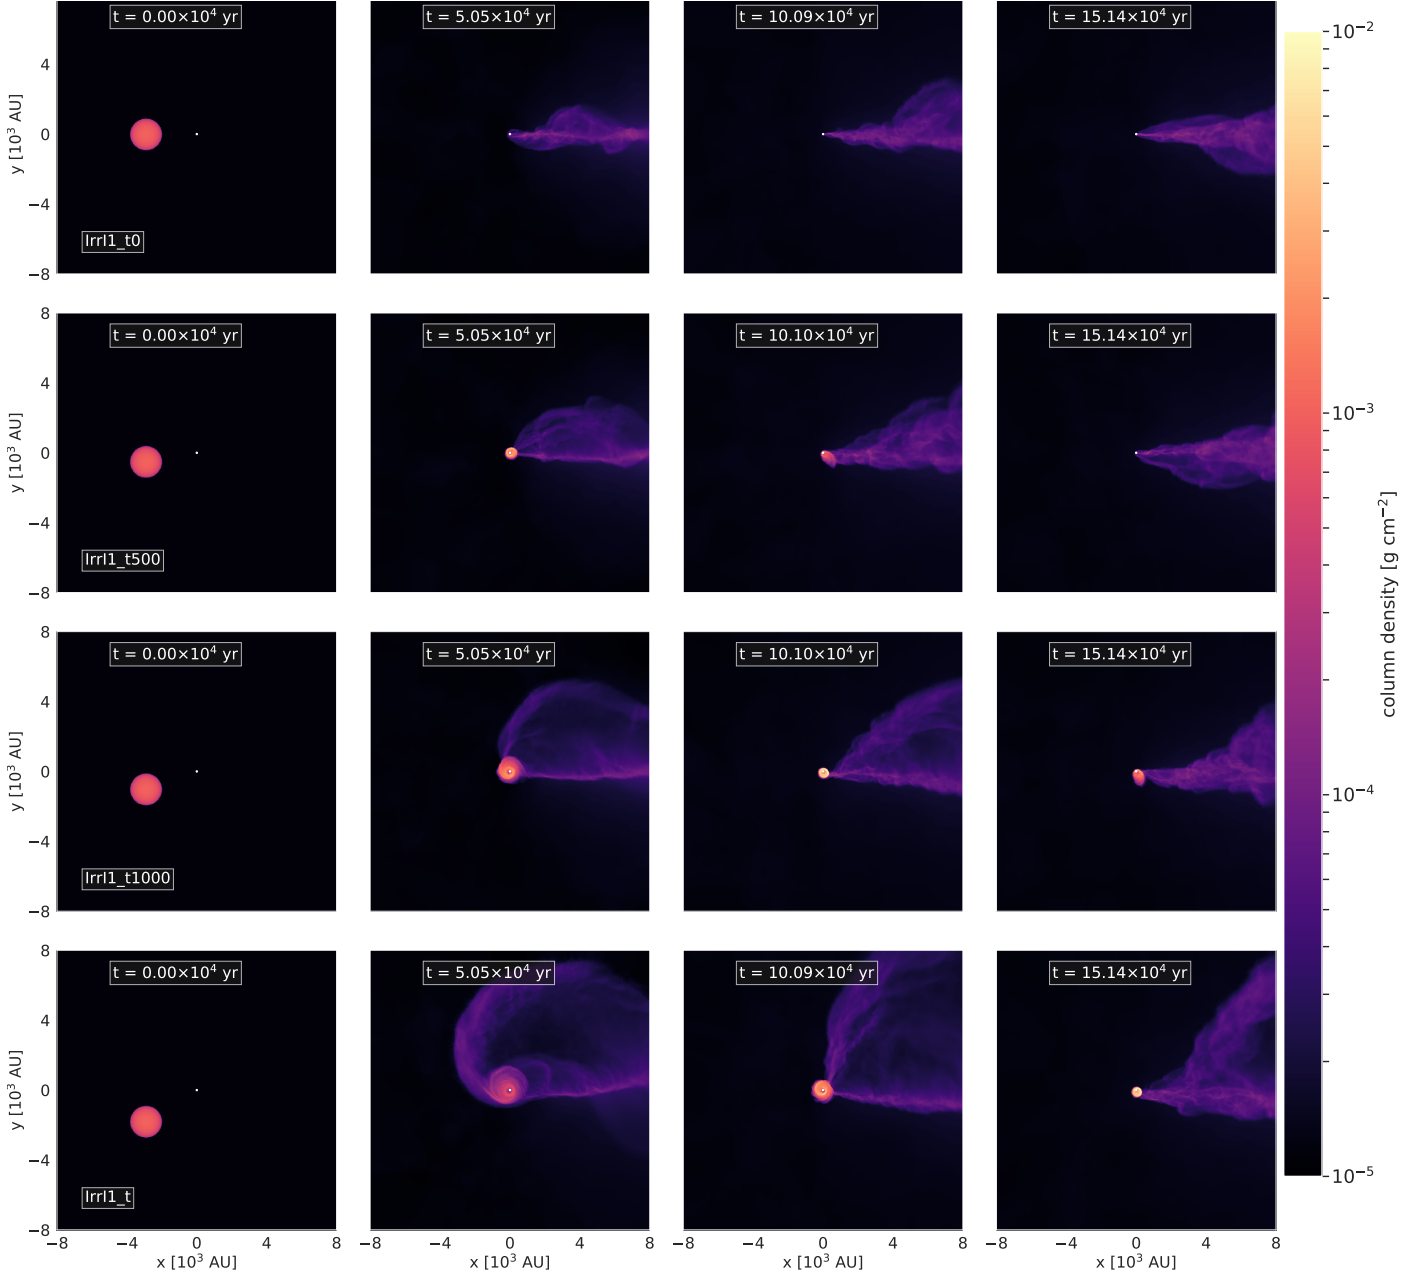 t = 0.00×10⁴ yr
t = 5.05×10⁴ yr
t = 10.09×10⁴ yr
t = 15.14×10⁴ yr
4
0
−4
−8
y [10³ AU]
IrrI1_t0
t = 0.00×10⁴ yr
t = 5.05×10⁴ yr
t = 10.10×10⁴ yr
t = 15.14×10⁴ yr
8
4
0
−4
−8
y [10³ AU]
IrrI1_t500
t = 0.00×10⁴ yr
t = 5.05×10⁴ yr
t = 10.10×10⁴ yr
t = 15.14×10⁴ yr
8
4
0
−4
−8
y [10³ AU]
IrrI1_t1000
t = 0.00×10⁴ yr
t = 5.05×10⁴ yr
t = 10.09×10⁴ yr
t = 15.14×10⁴ yr
8
4
0
−4
−8
y [10³ AU]
IrrI1_t
−8 −4 0 4 8
x [10³ AU]
−8 −4 0 4 8
x [10³ AU]
−8 −4 0 4 8
x [10³ AU]
−8 −4 0 4 8
x [10³ AU]
10⁻²
10⁻³
10⁻⁴
10⁻⁵
column density [g cm⁻²]